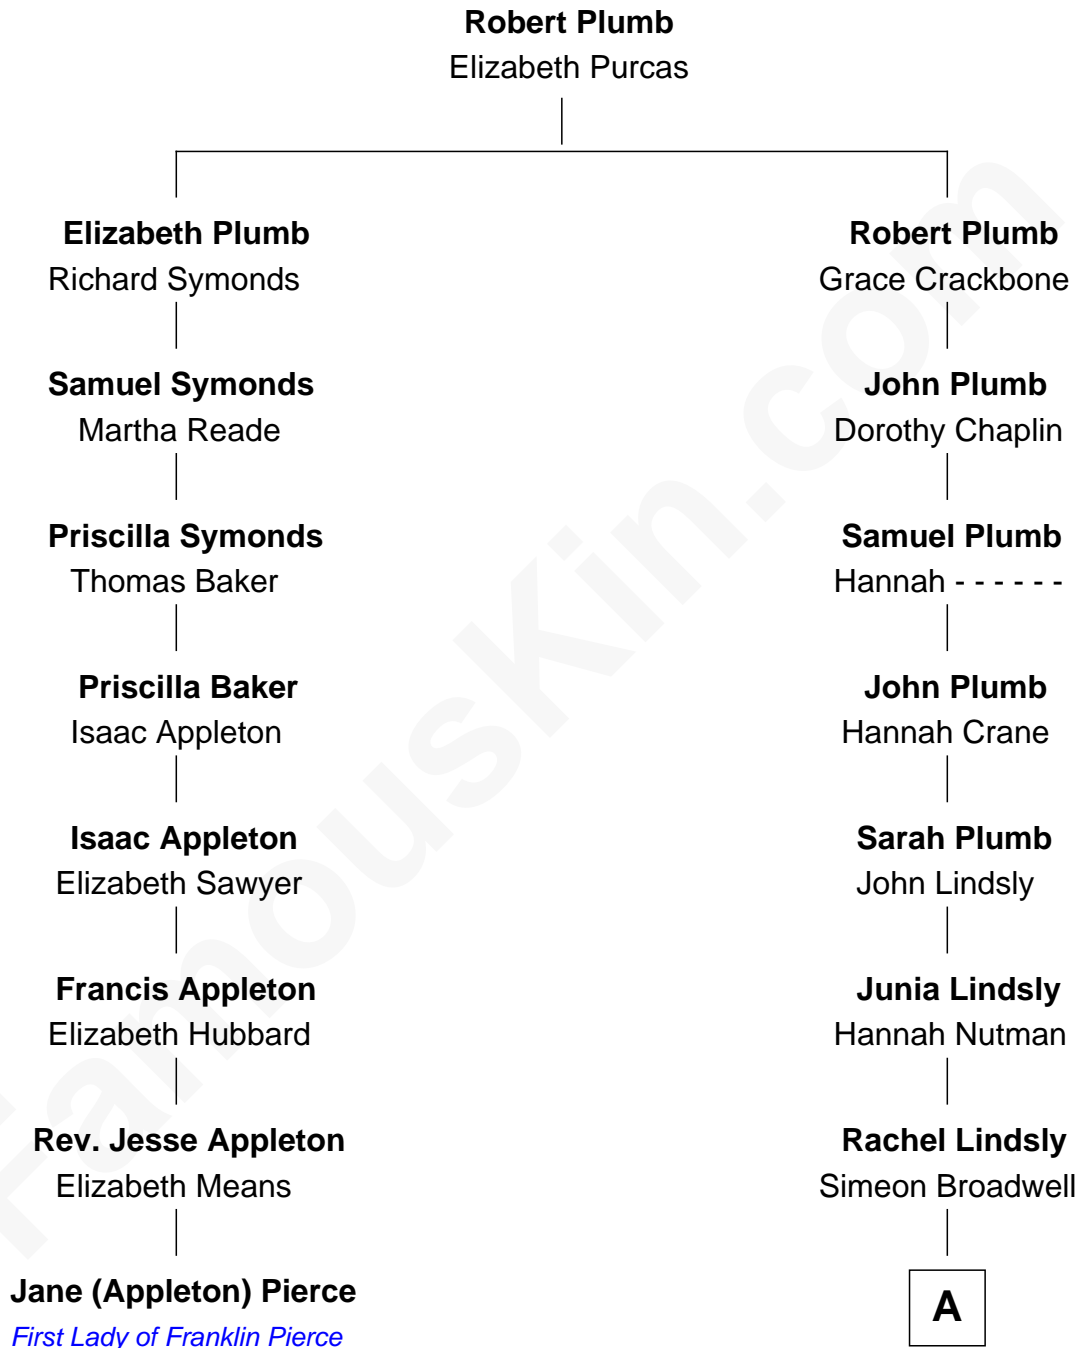 Robert Plumb
Elizabeth Purcas
Elizabeth Plumb
Richard Symonds
Robert Plumb
Grace Crackbone
Samuel Symonds
Martha Reade
John Plumb
Dorothy Chaplin
Priscilla Symonds
Thomas Baker
Samuel Plumb
Hannah - - - - - -
Priscilla Baker
Isaac Appleton
John Plumb
Hannah Crane
Isaac Appleton
Elizabeth Sawyer
Sarah Plumb
John Lindsly
Francis Appleton
Elizabeth Hubbard
Junia Lindsly
Hannah Nutman
Rev. Jesse Appleton
Elizabeth Means
Rachel Lindsly
Simeon Broadwell
Jane (Appleton) Pierce
First Lady of Franklin Pierce
A
FamousKin.com